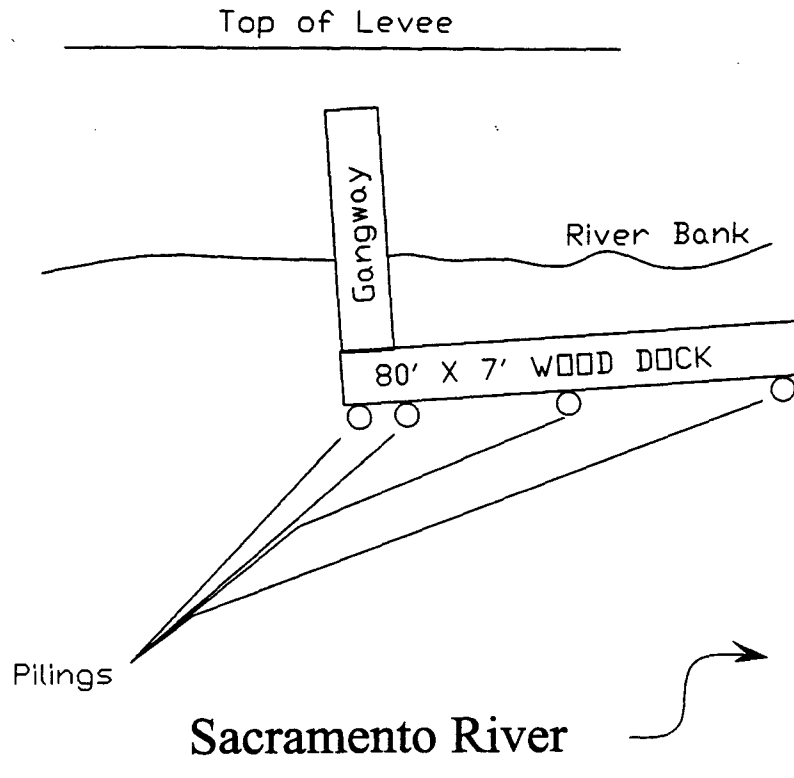 Top of Levee
Gangway
River Bank
80' X 7' WOOD DOCK
Pilings
Sacramento River